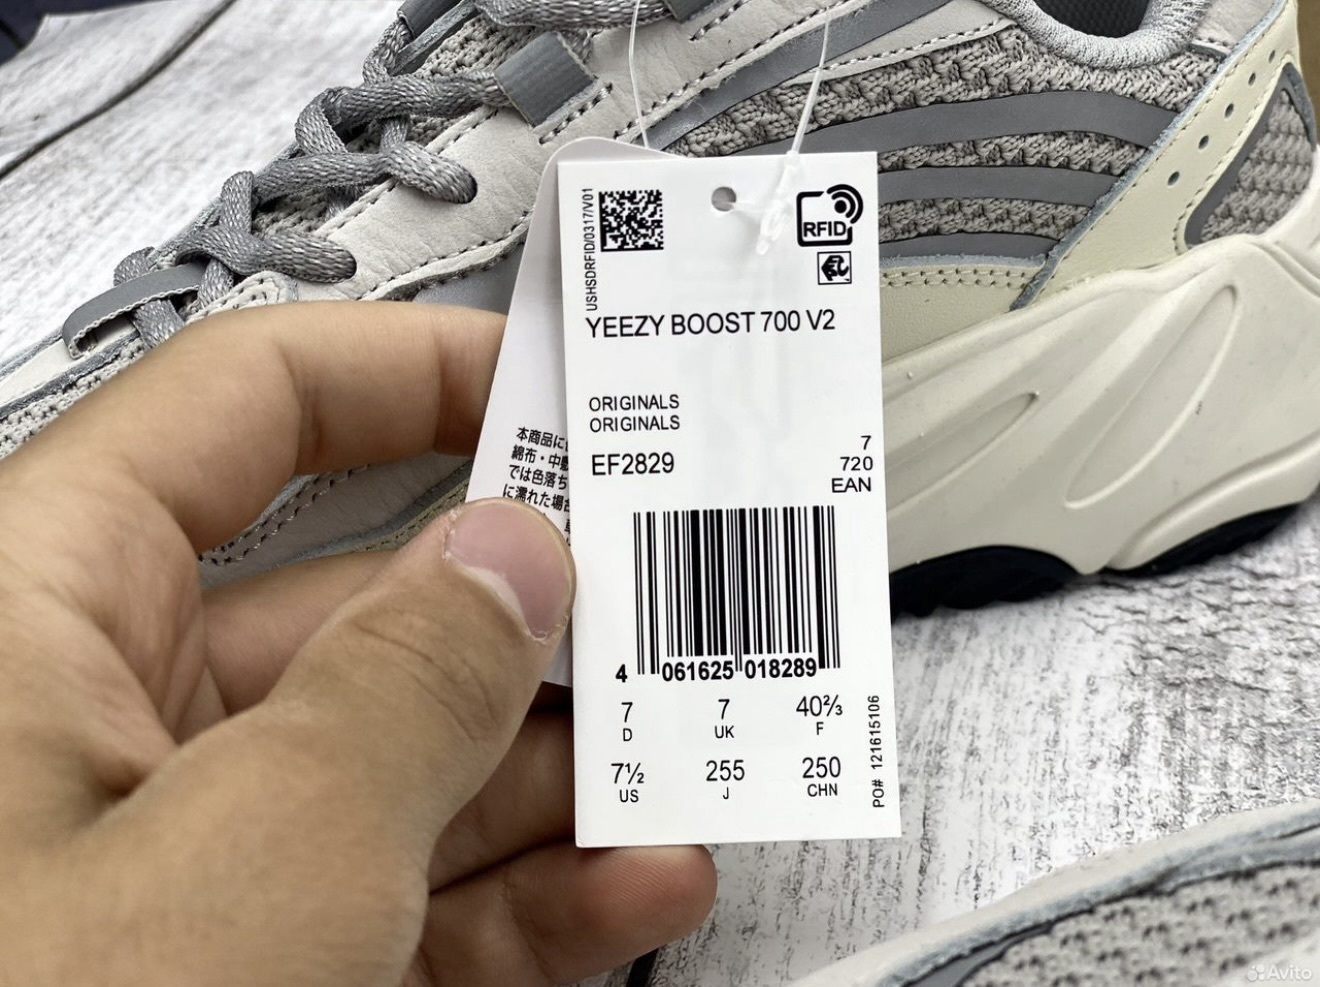 USHSDRFID/0317/V01
RFID
YEEZY BOOST 700 V2
ORIGINALS
ORIGINALS
EF2829
7
720
EAN
本商品に
綿布・中敷
では色落ち
に濡れた場合
4 061625 018289
7 7 40⅔
D UK F
7½ 255 250
US J CHN
PO# 121615106
Avito